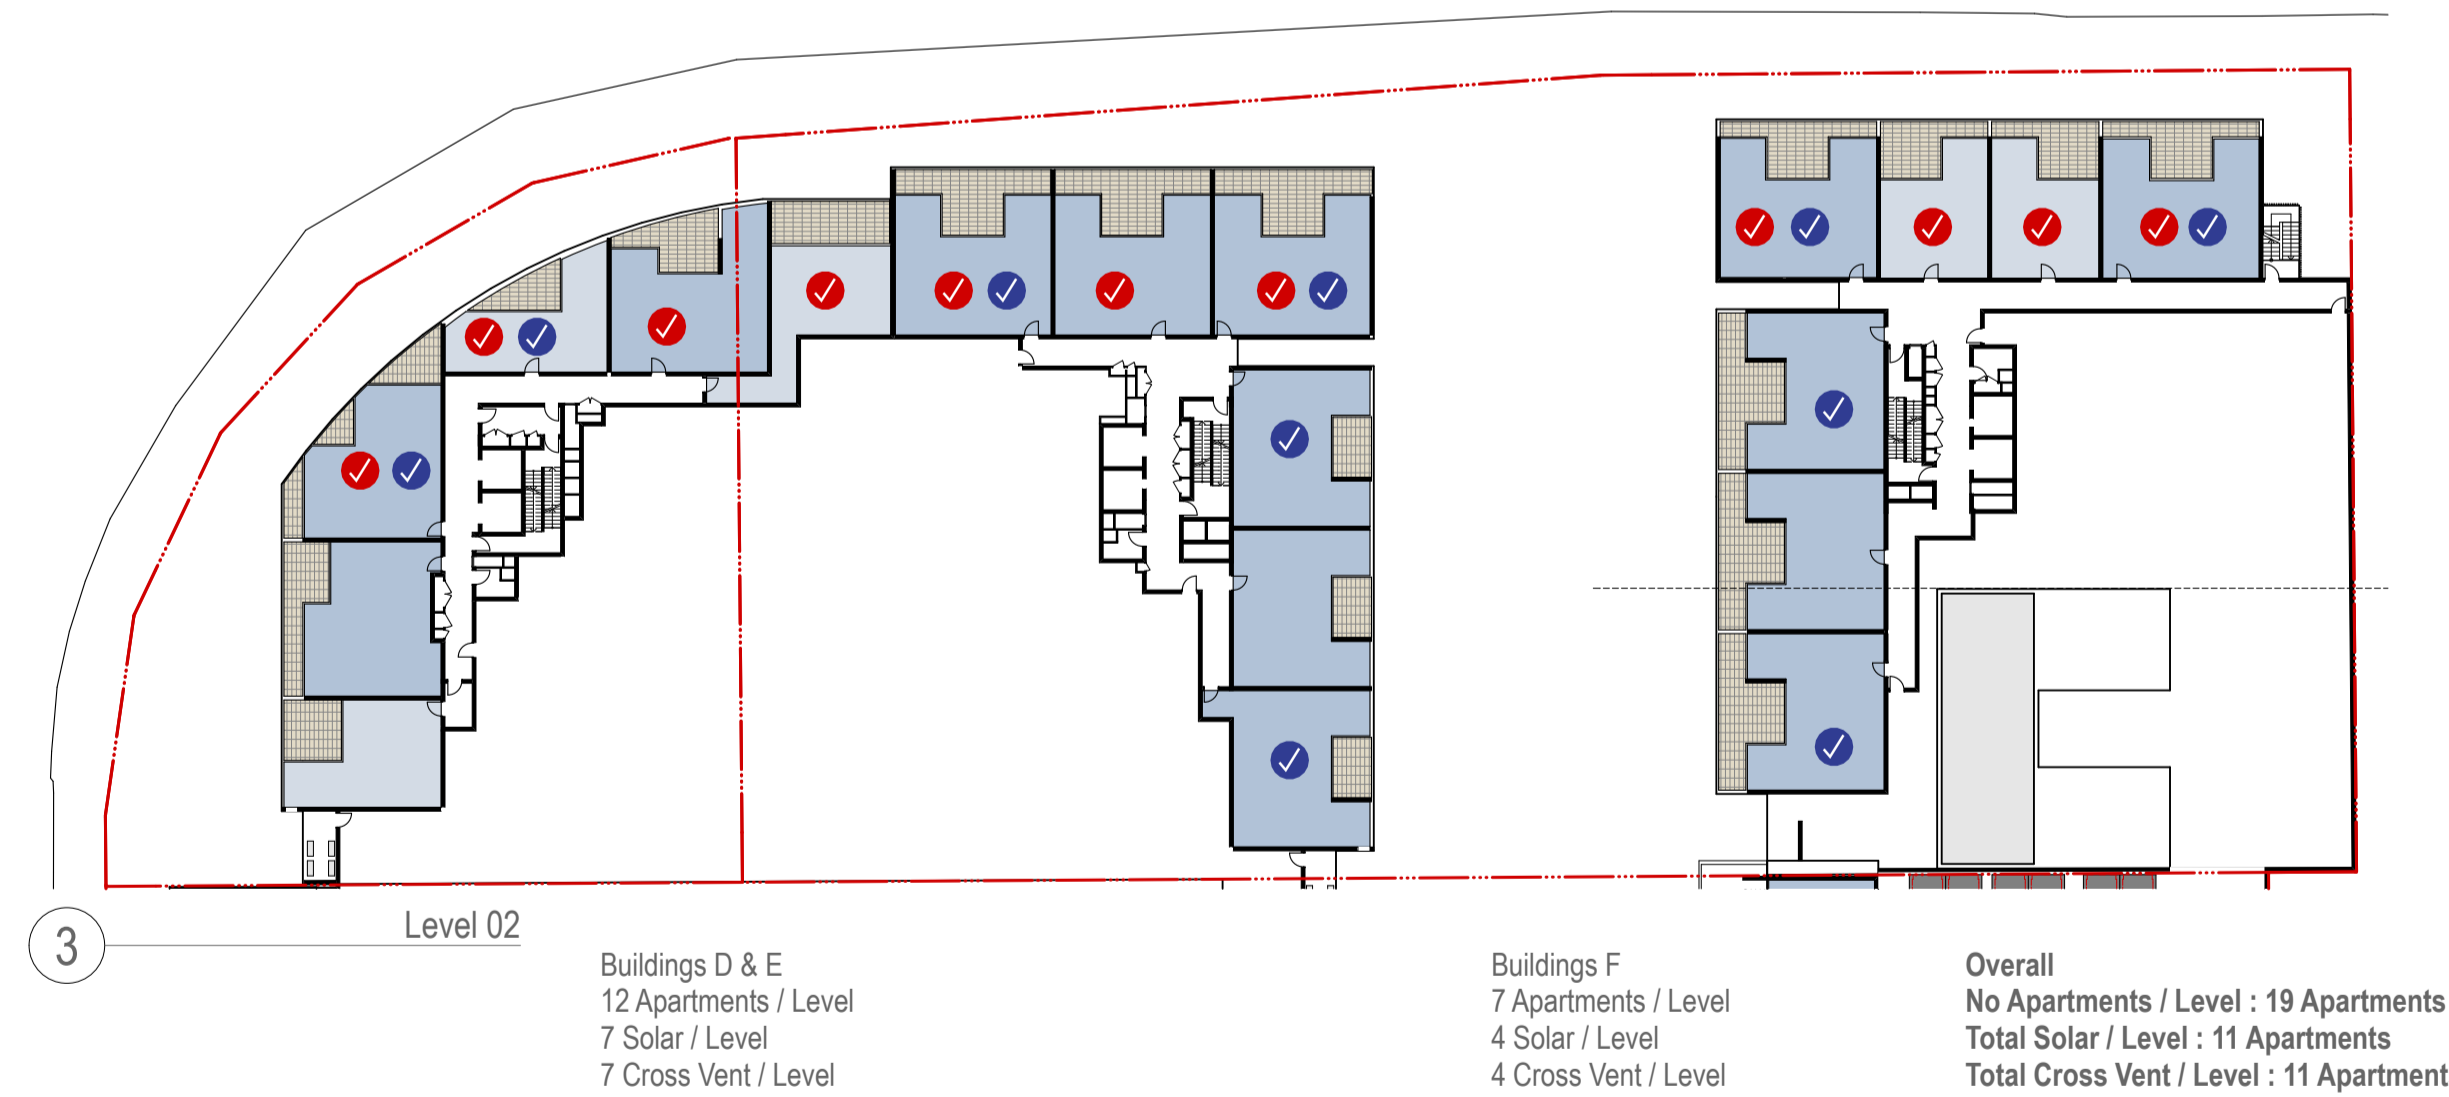 3
Level 02
Buildings D & E
12 Apartments / Level
7 Solar / Level
7 Cross Vent / Level
Buildings F
7 Apartments / Level
4 Solar / Level
4 Cross Vent / Level
Overall
No Apartments / Level : 19 Apartments
Total Solar / Level : 11 Apartments
Total Cross Vent / Level : 11 Apartment